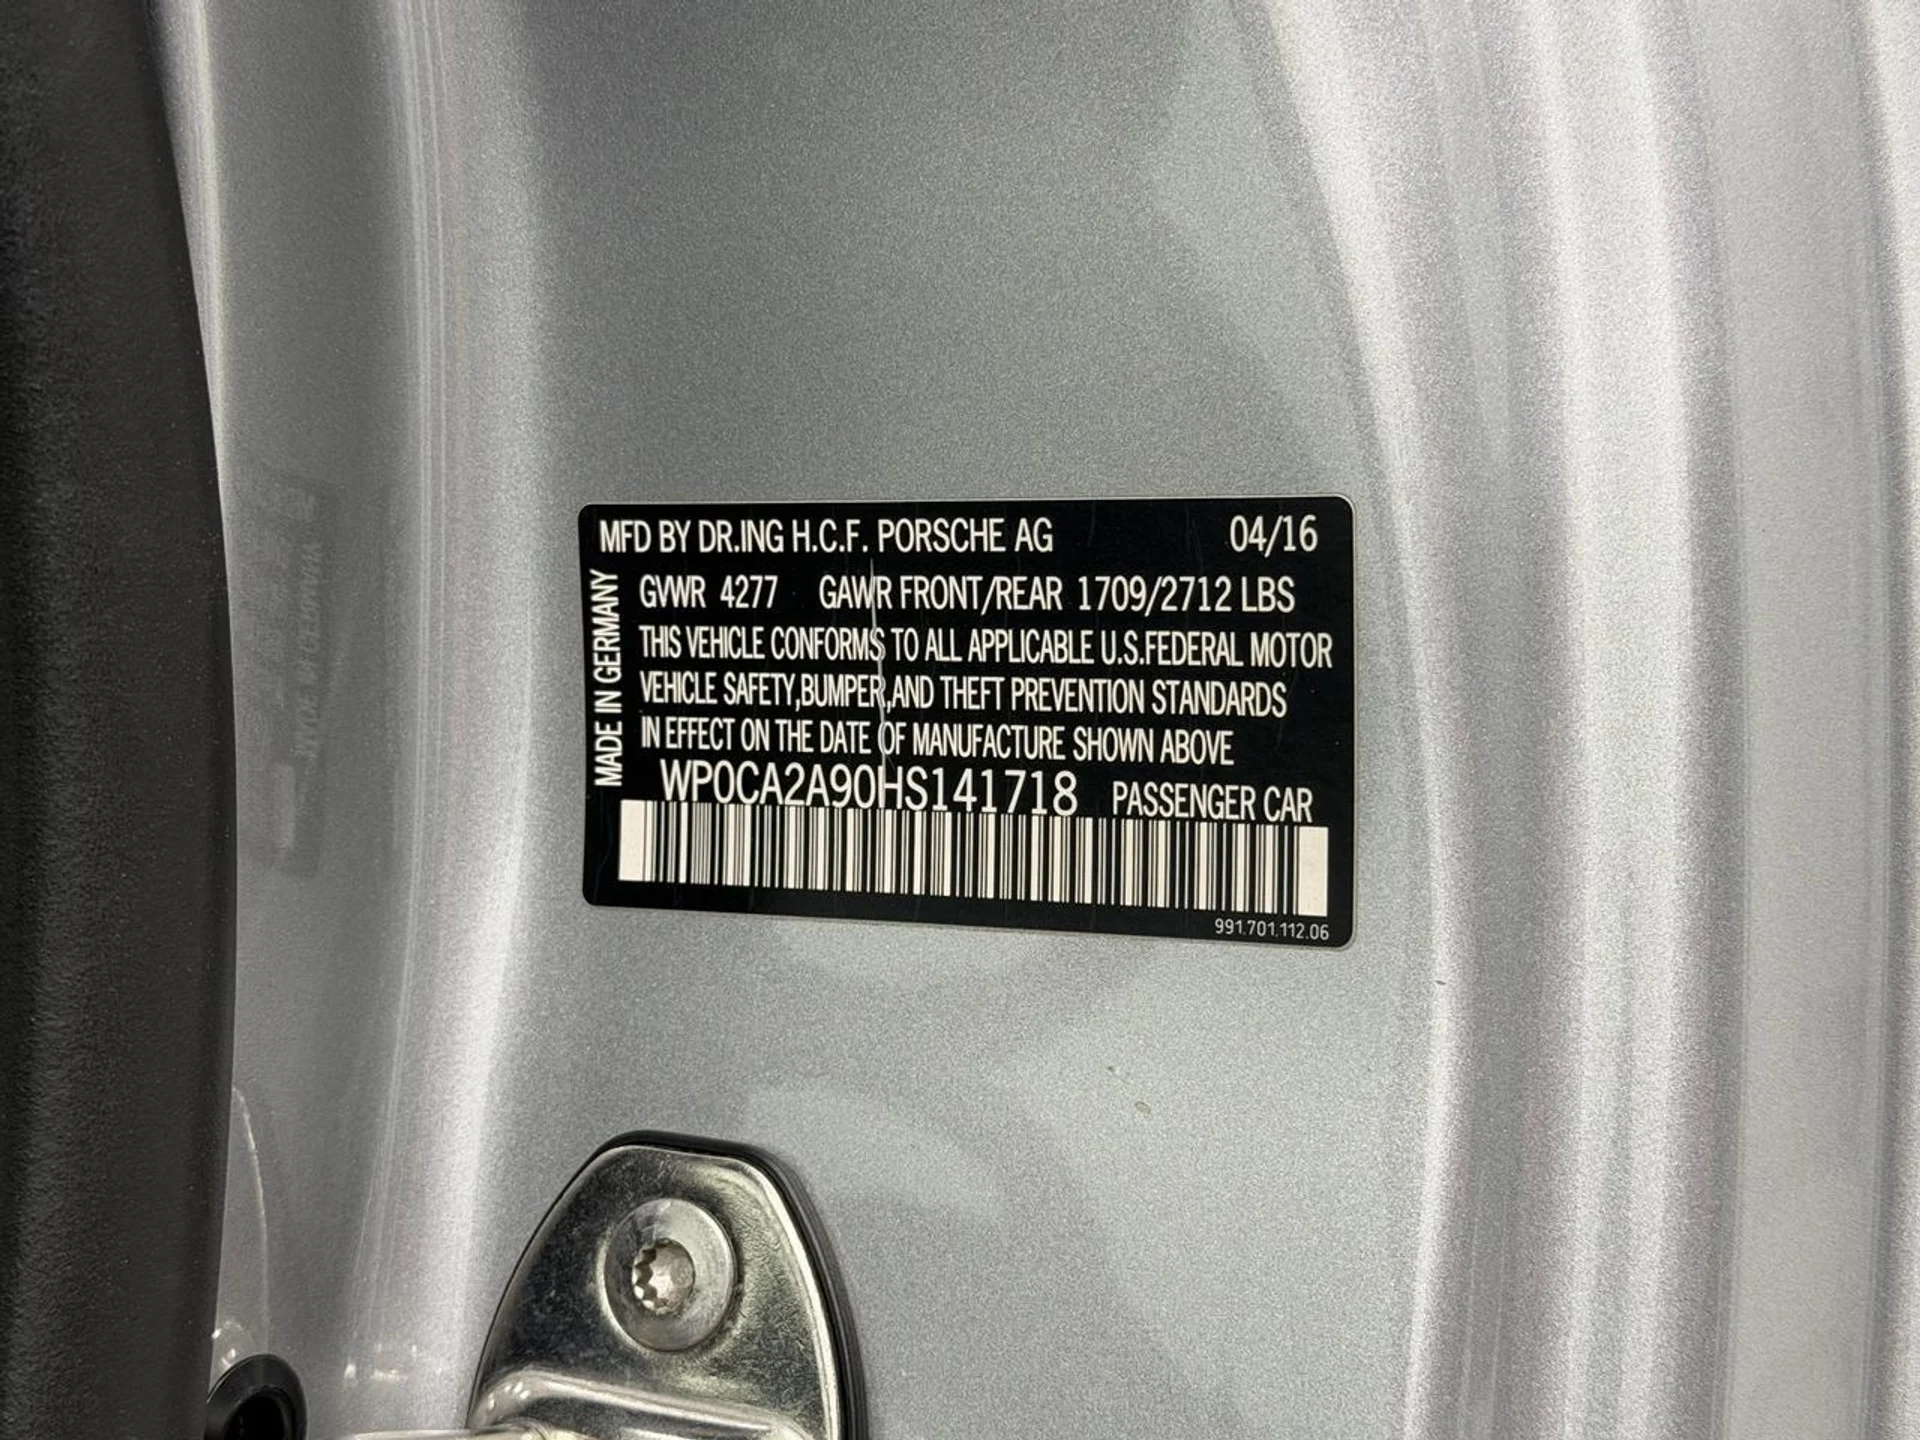 MFD BY DR.ING H.C.F. PORSCHE AG 04/16
GVWR 4277 GAWR FRONT/REAR 1709/2712 LBS
THIS VEHICLE CONFORMS TO ALL APPLICABLE U.S.FEDERAL MOTOR
VEHICLE SAFETY,BUMPER,AND THEFT PREVENTION STANDARDS
IN EFFECT ON THE DATE OF MANUFACTURE SHOWN ABOVE
WP0CA2A90HS141718 PASSENGER CAR
991.701.112.06
MADE IN GERMANY